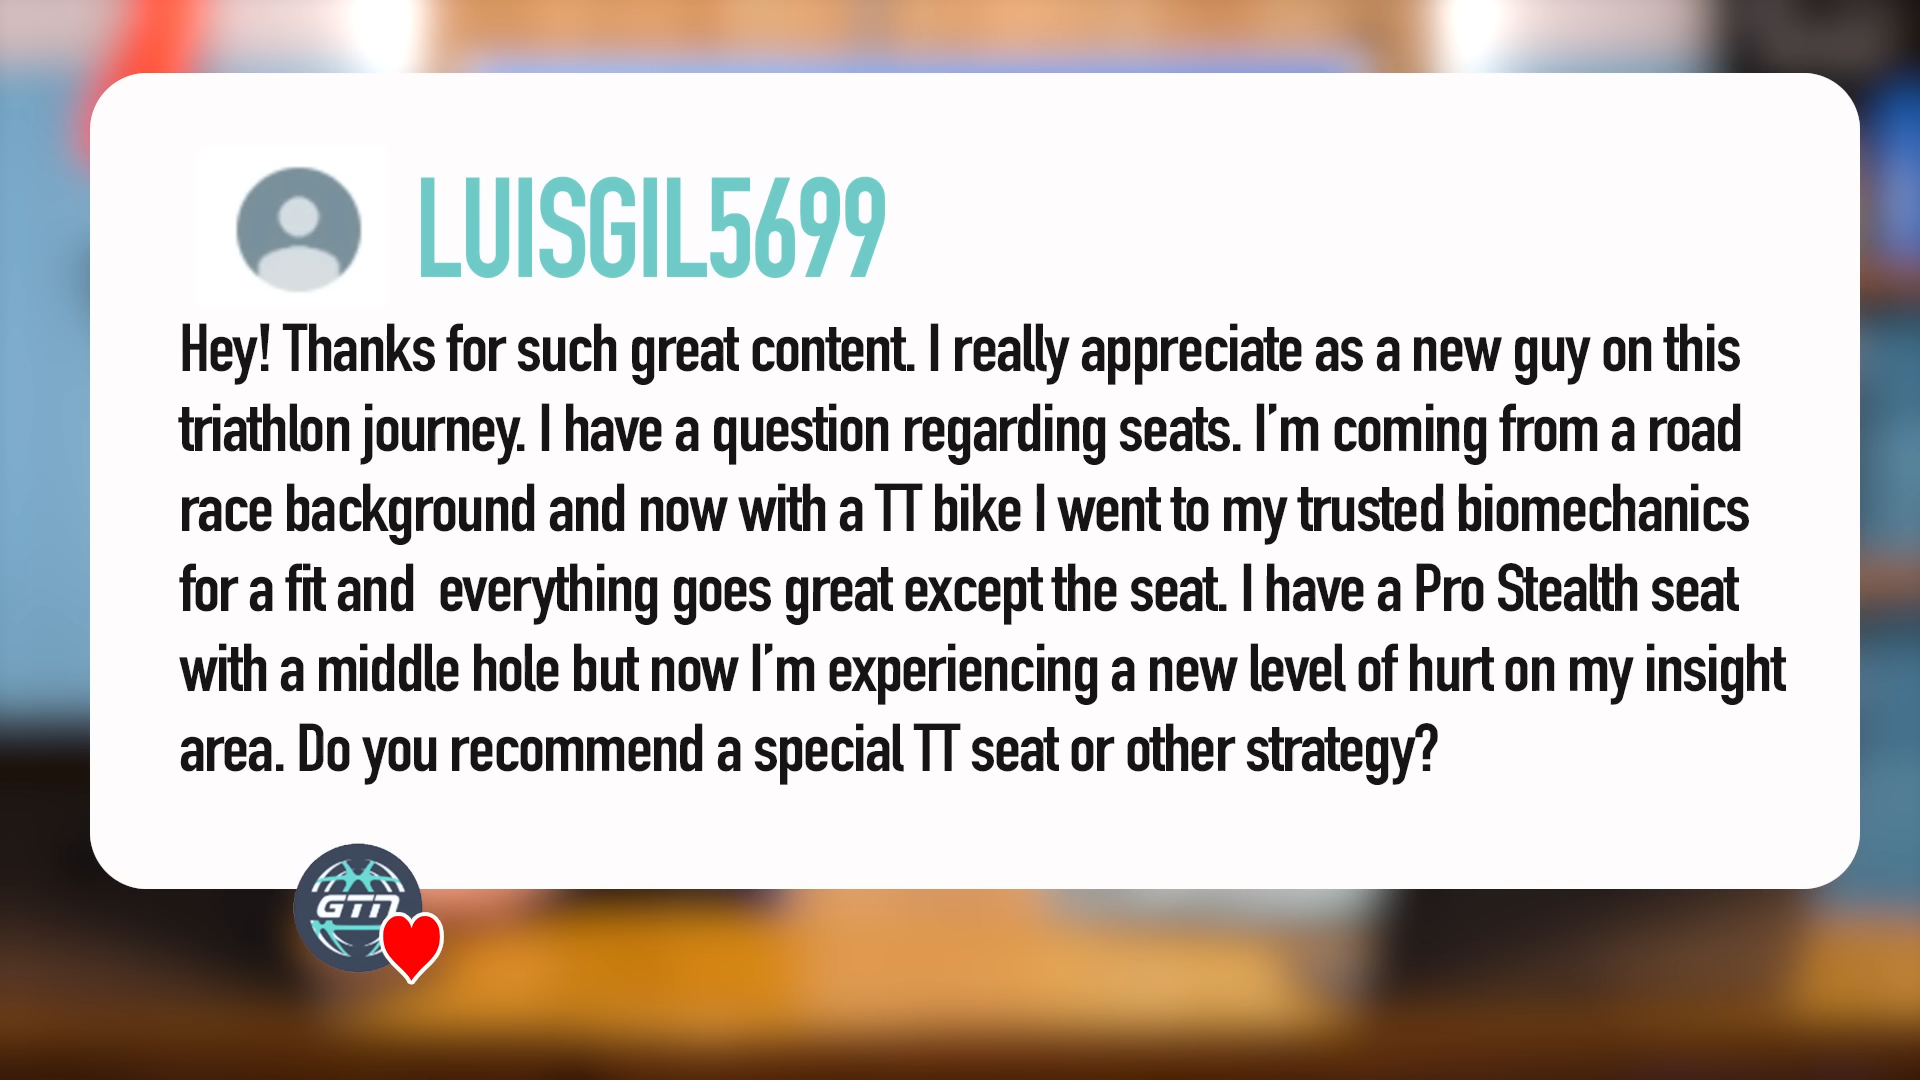 LUISGIL5699
Hey! Thanks for such great content. I really appreciate as a new guy on this
triathlon journey. I have a question regarding seats. I'm coming from a road
race background and now with a TT bike I went to my trusted biomechanics
for a fit and  everything goes great except the seat. I have a Pro Stealth seat
with a middle hole but now I'm experiencing a new level of hurt on my insight
area. Do you recommend a special TT seat or other strategy?
GTN